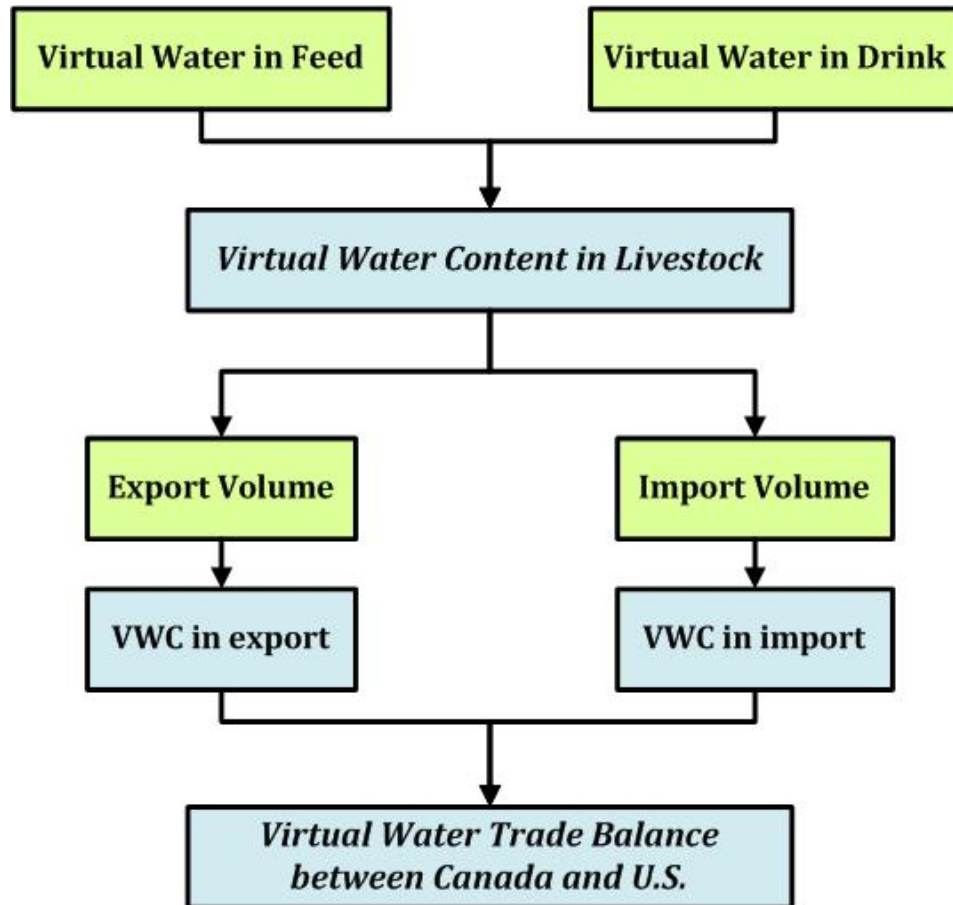 Virtual Water in Feed
Virtual Water in Drink
Virtual Water Content in Livestock
Export Volume
Import Volume
VWC in export
VWC in import
Virtual Water Trade Balance
between Canada and U.S.